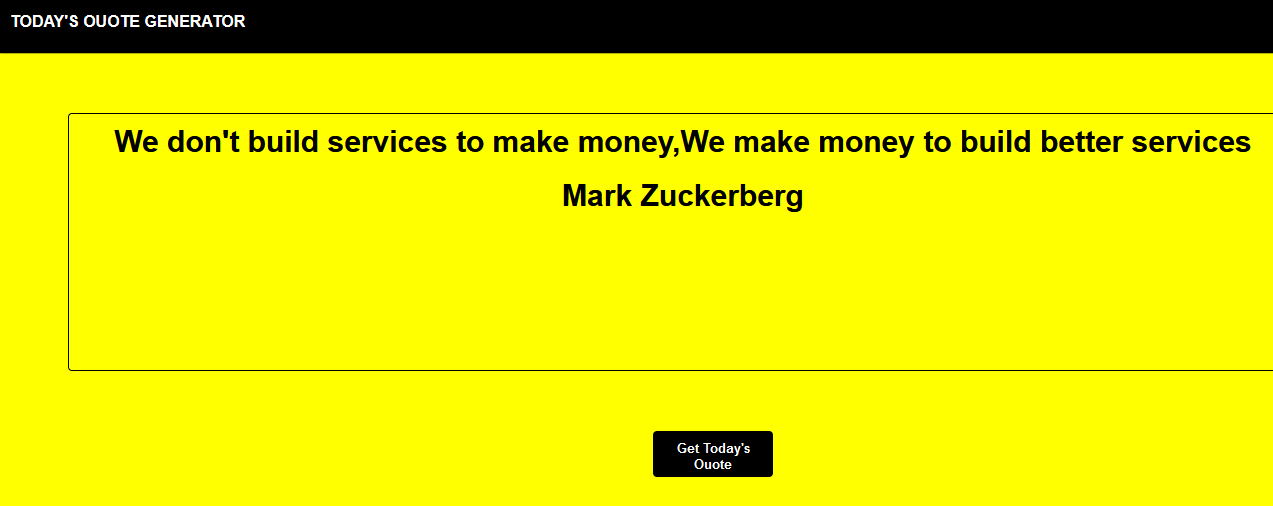 TODAY'S OUOTE GENERATOR
We don't build services to make money,We make money to build better services
Mark Zuckerberg
Get Today's
Ouote